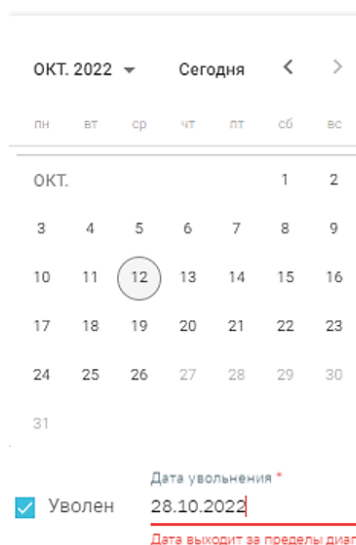 ОКТ. 2022 Сегодня
пн вт ср чт пт сб вс
ОКТ. 1 2
3 4 5 6 7 8 9
10 11 12 13 14 15 16
17 18 19 20 21 22 23
24 25 26 27 28 29 30
31
Дата увольнения *
Уволен 28.10.2022
Дата выходит за пределы диап